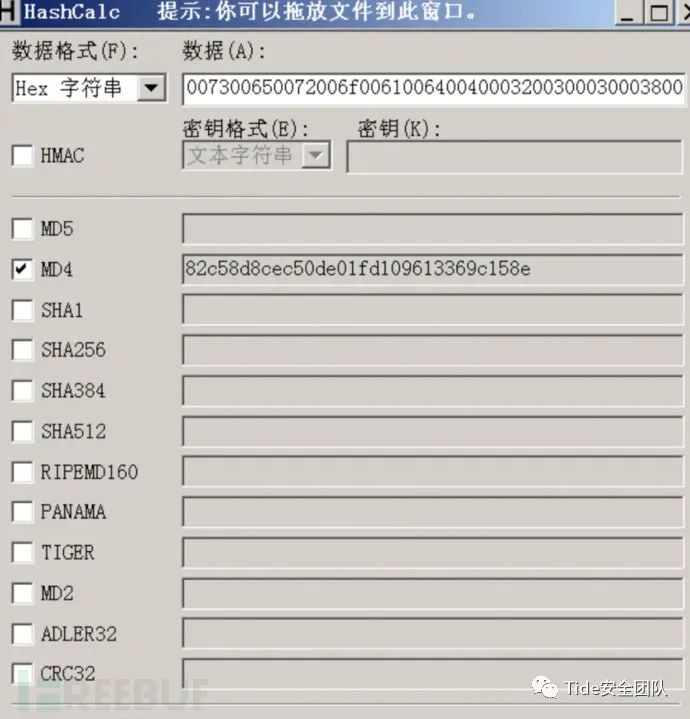 HashCalc 提示:你可以拖放文件到此窗口。
数据格式(F): 数据(A):
Hex 字符串 007300650072006f00610064004000320030003000380​0
密钥格式(E): 密钥(K):
HMAC 文本字符串
MD5
MD4 82c58d8cec50de01fd109613369c158e
SHA1
SHA256
SHA384
SHA512
RIPEMD160
PANAMA
TIGER
MD2
ADLER32
CRC32
REEBUF
Tide安全团队